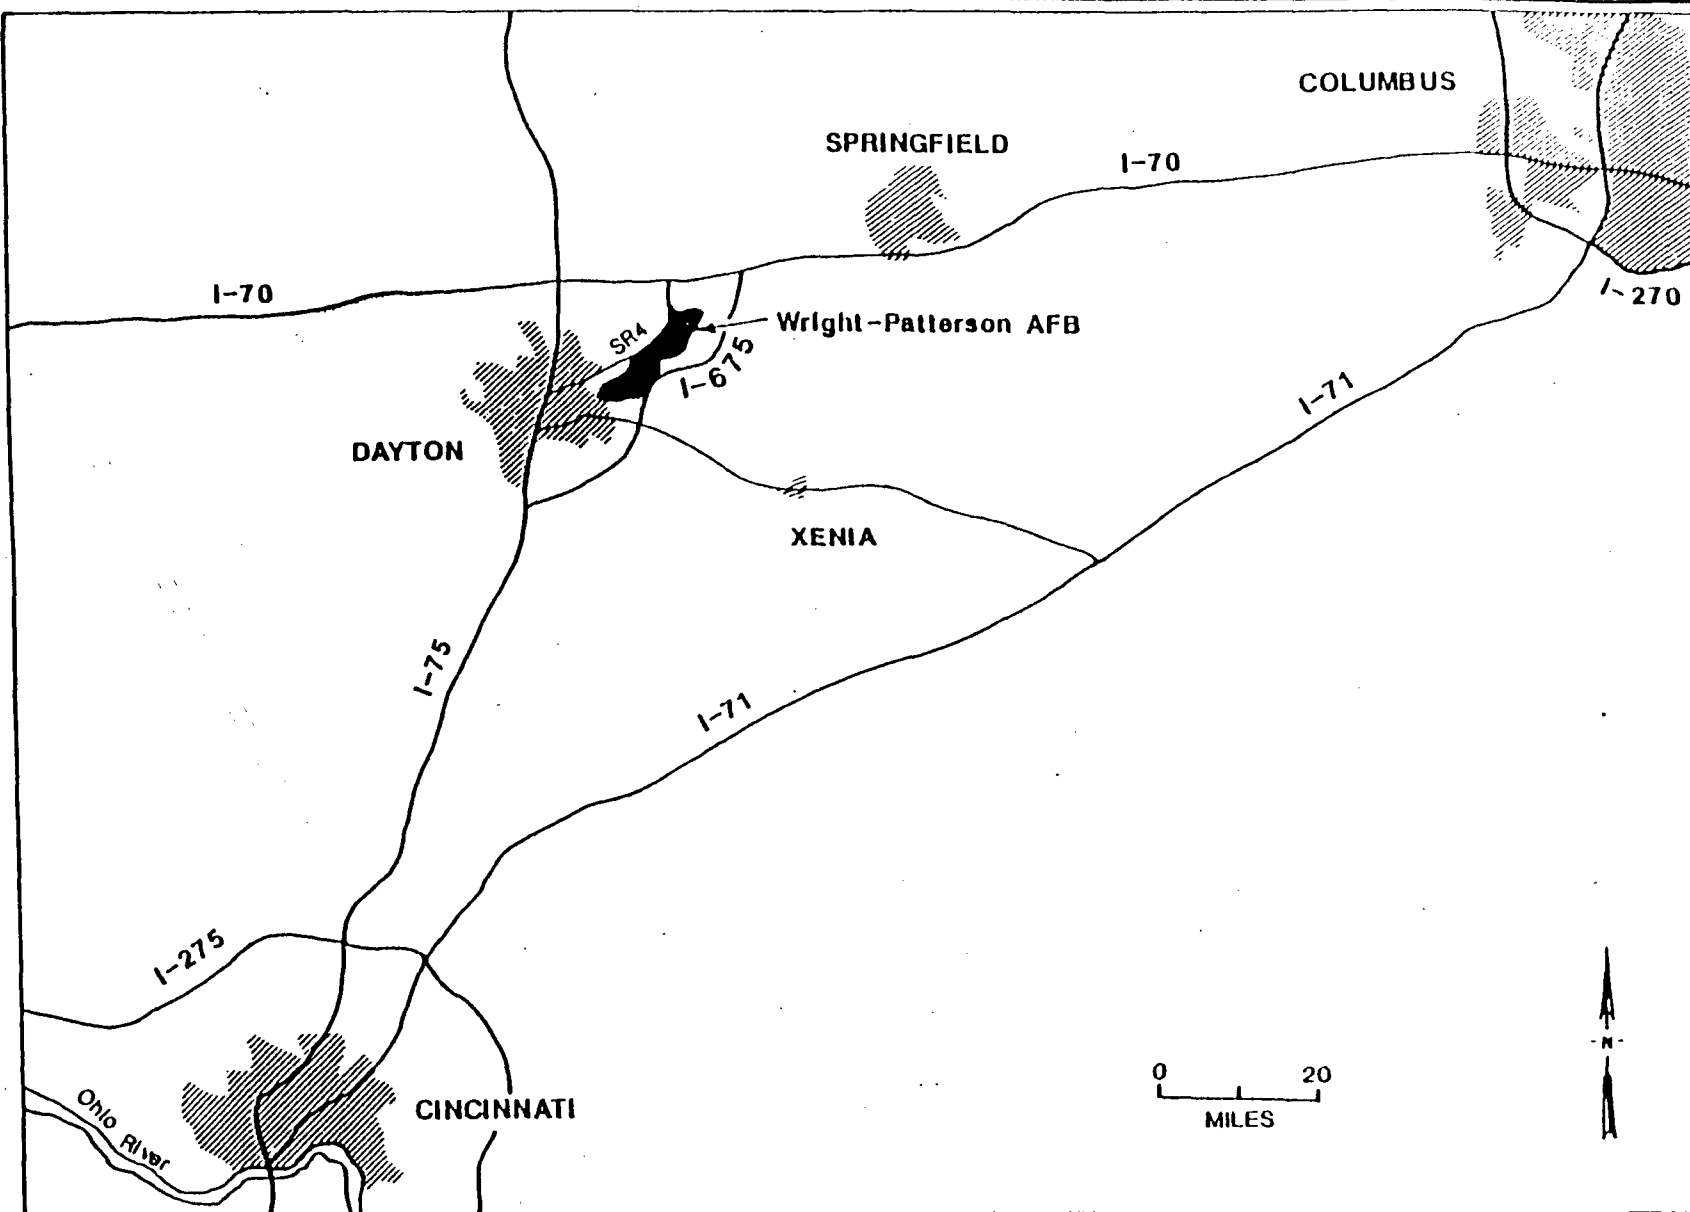 COLUMBUS
SPRINGFIELD
I-70
I-70
I-270
Wright-Patterson AFB
SR4
I-675
I-71
DAYTON
XENIA
I-75
I-71
I-275
0 20
MILES
-N-
Ohio River
CINCINNATI